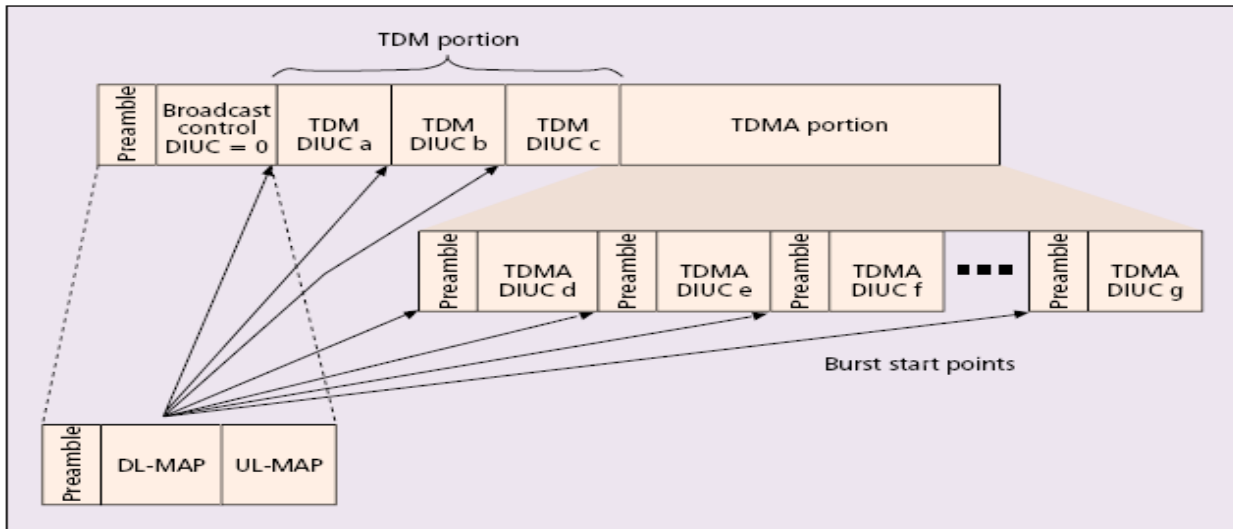 TDM portion
Preamble
Broadcast
control
DIUC = 0
TDM
DIUC a
TDM
DIUC b
TDM
DIUC c
TDMA portion
Preamble
TDMA
DIUC d
Preamble
TDMA
DIUC e
Preamble
TDMA
DIUC f
Preamble
TDMA
DIUC g
Burst start points
Preamble
DL-MAP
UL-MAP